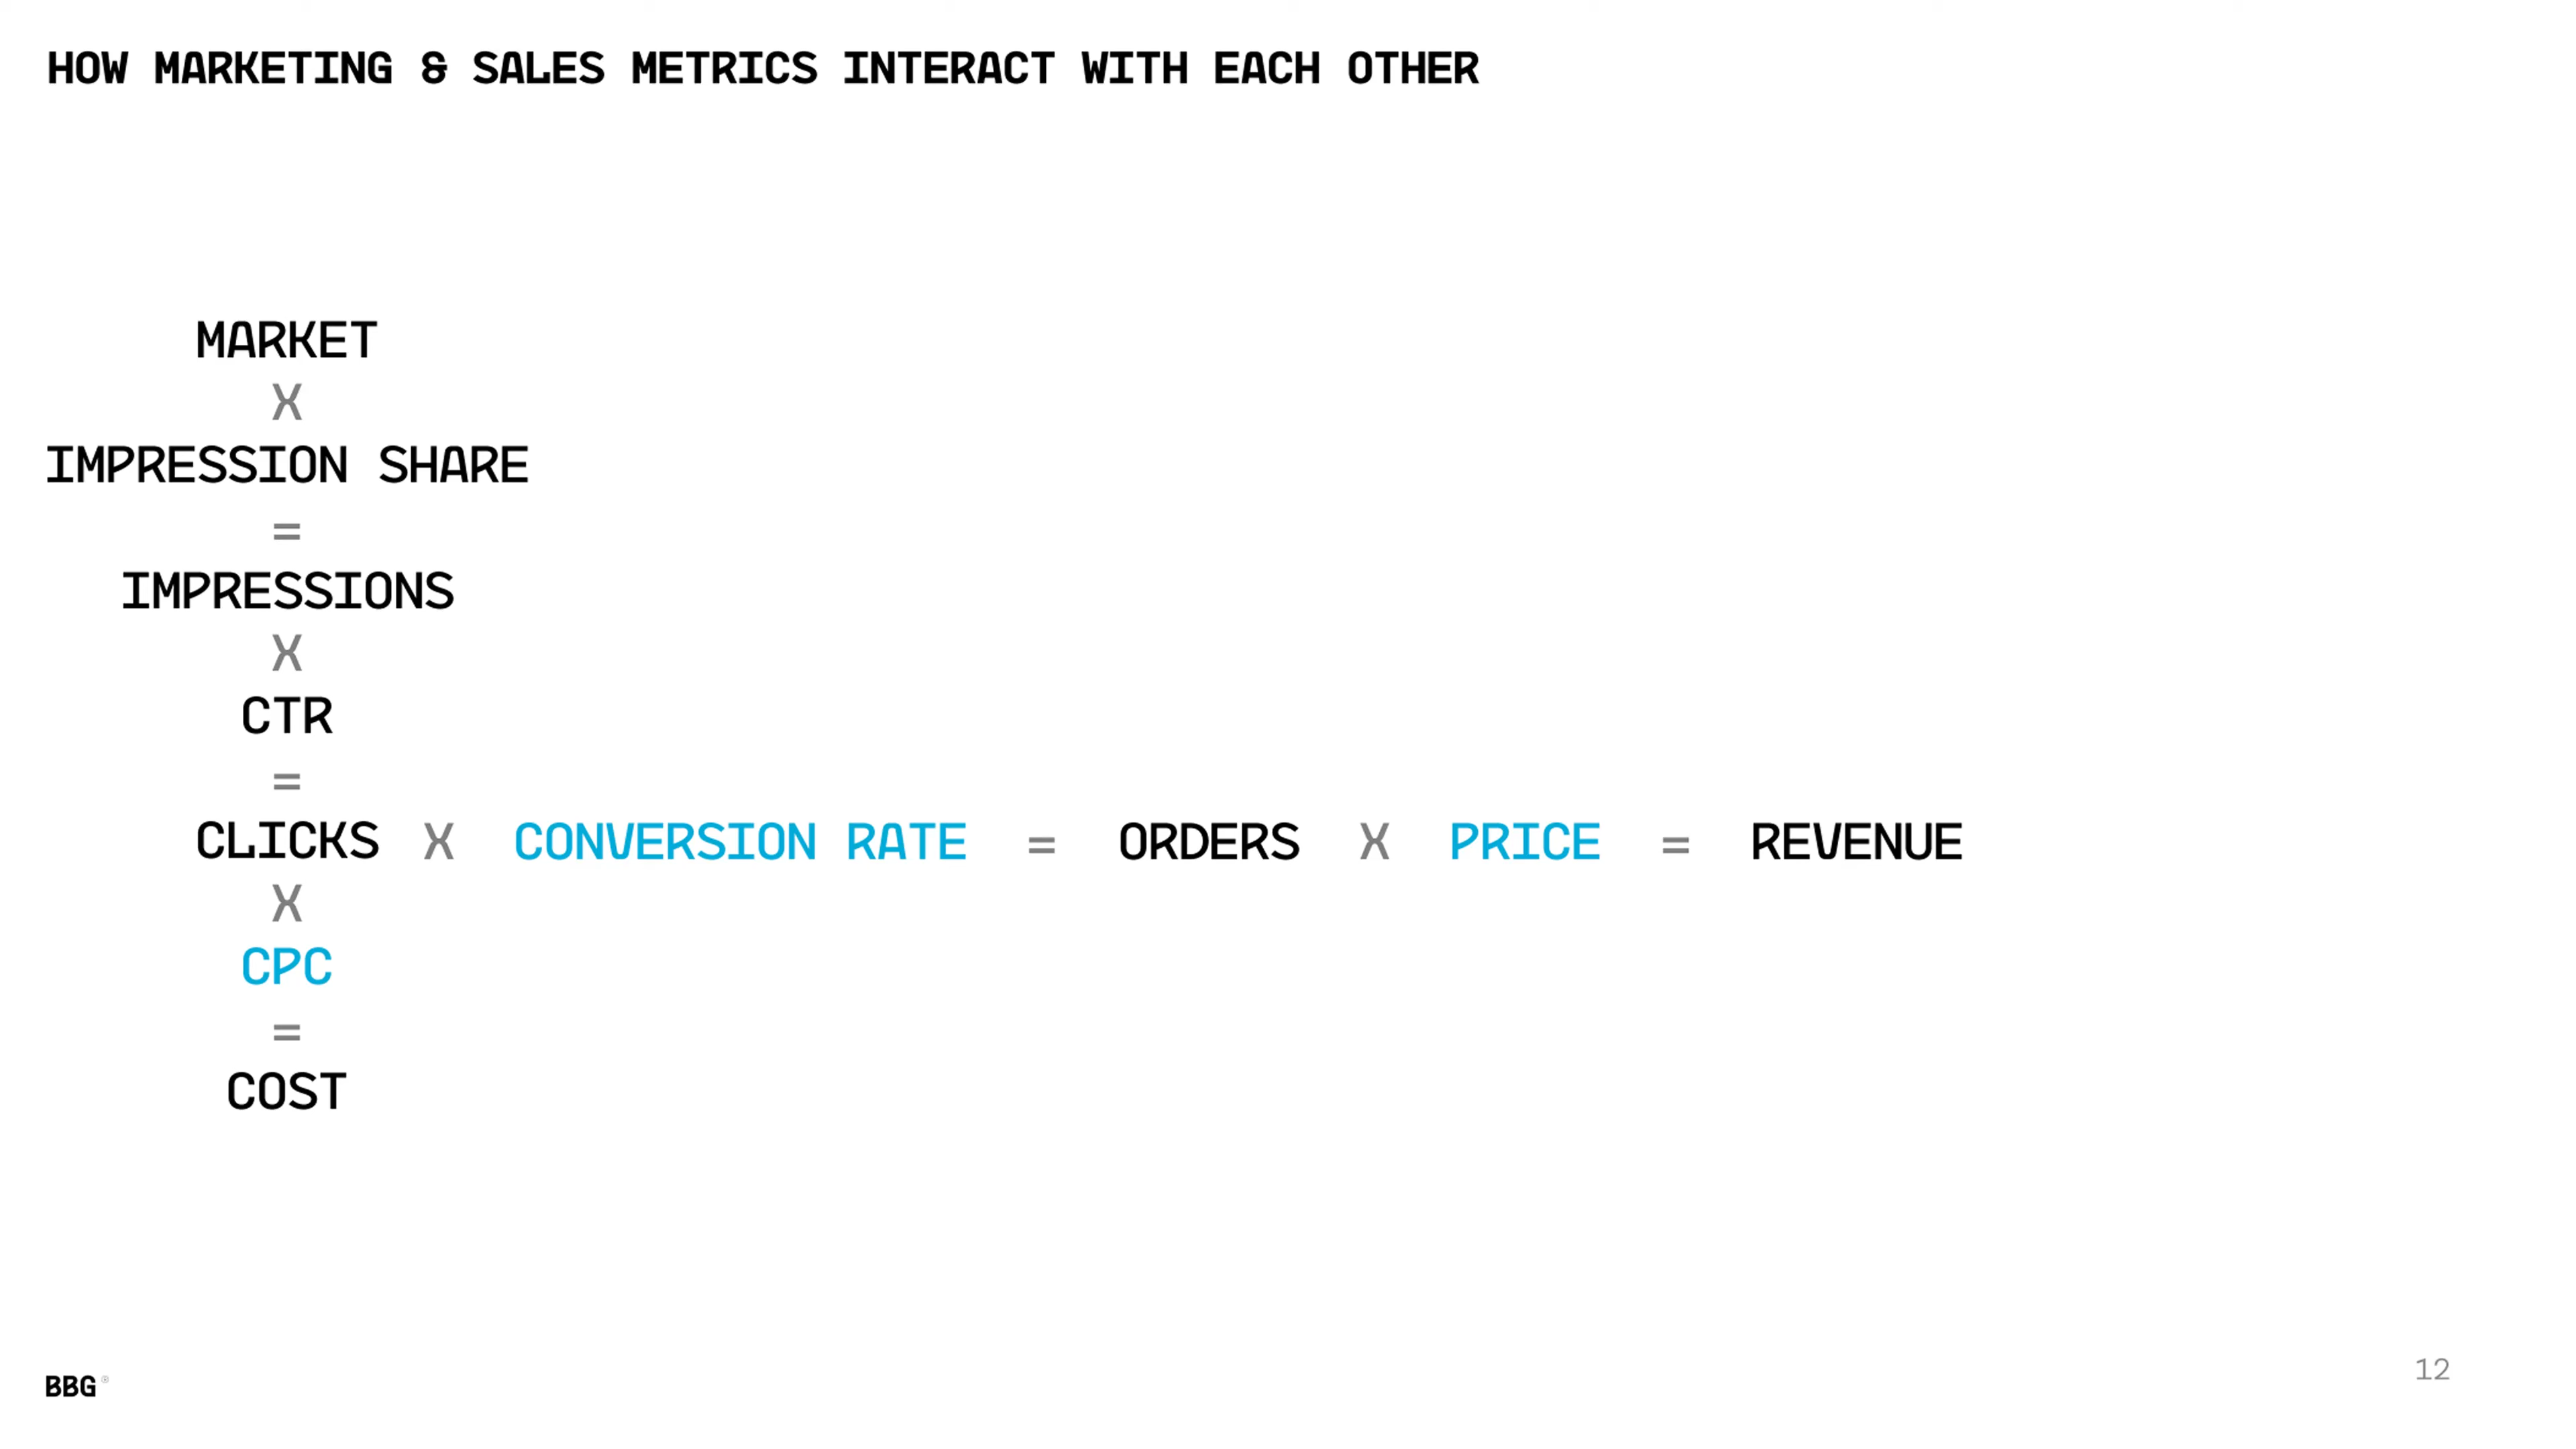 HOW MARKETING & SALES METRICS INTERACT WITH EACH OTHER
MARKET
X
IMPRESSION SHARE
=
IMPRESSIONS
X
CTR
=
CLICKS X CONVERSION RATE = ORDERS X PRICE = REVENUE
X
CPC
=
COST
BBG®
12